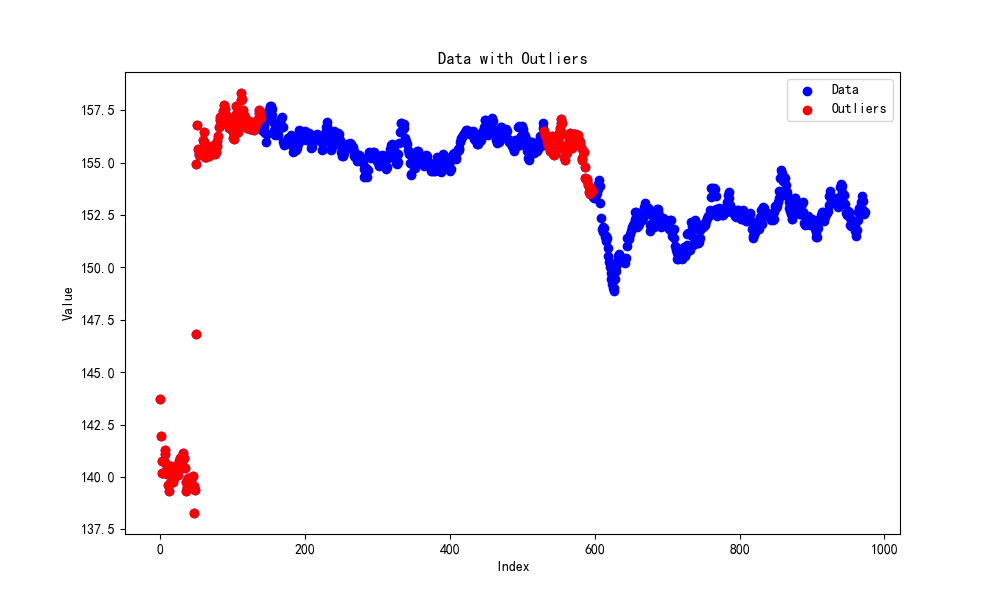 Data with Outliers
Data
Outliers
157.5
155.0
152.5
150.0
147.5
145.0
142.5
140.0
137.5
Value
0 200 400 600 800 1000
Index